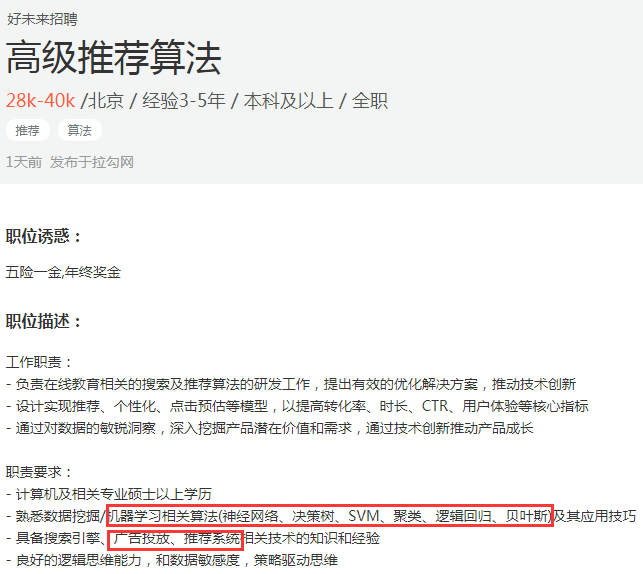 好未来招聘
高级推荐算法
28k-40k /北京 / 经验3-5年 / 本科及以上 / 全职
推荐 算法
1天前 发布于拉勾网
职位诱惑：
五险一金,年终奖金
职位描述：
工作职责：
- 负责在线教育相关的搜索及推荐算法的研发工作，提出有效的优化解决方案，推动技术创新
- 设计实现推荐、个性化、点击预估等模型，以提高转化率、时长、CTR、用户体验等核心指标
- 通过对数据的敏锐洞察，深入挖掘产品潜在价值和需求，通过技术创新推动产品成长
职责要求：
- 计算机及相关专业硕士以上学历
- 熟悉数据挖掘/机器学习相关算法(神经网络、决策树、SVM、聚类、逻辑回归、贝叶斯)及其应用技巧
- 具备搜索引擎、广告投放、推荐系统相关技术的知识和经验
- 良好的逻辑思维能力，和数据敏感度，策略驱动思维